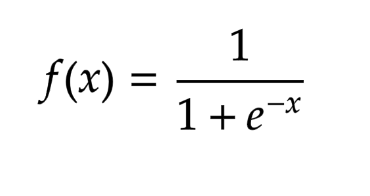 f(x) = 1 / (1 + e^{-x})